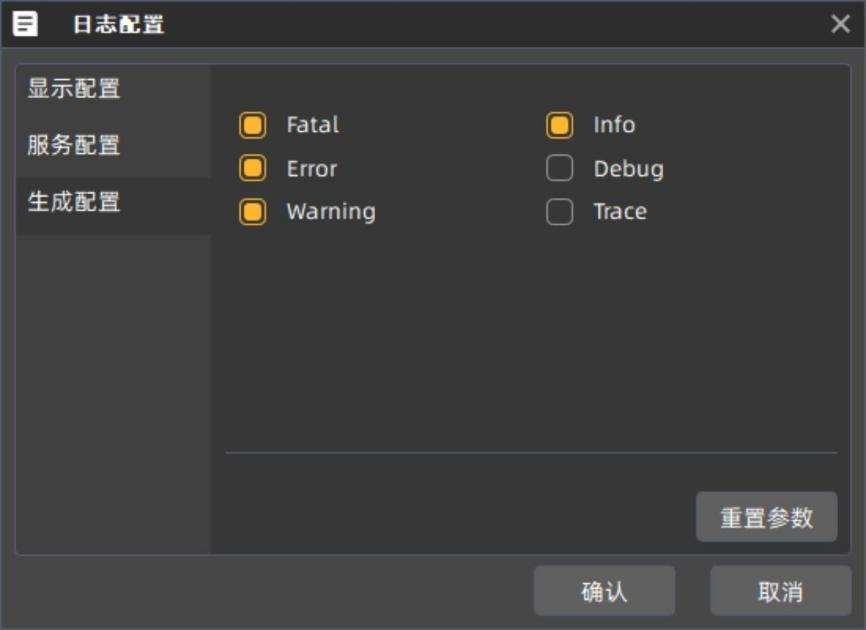 日志配置
显示配置
服务配置
生成配置
Fatal
Info
Error
Debug
Warning
Trace
重置参数
确认
取消